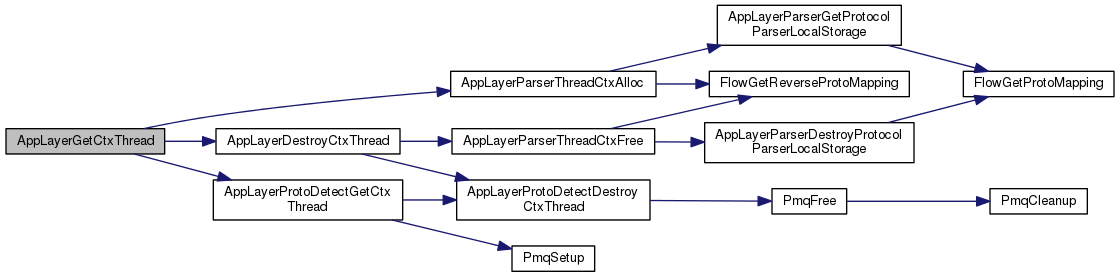 AppLayerParserGetProtocol
ParserLocalStorage
AppLayerParserThreadCtxAlloc
FlowGetReverseProtoMapping
FlowGetProtoMapping
AppLayerGetCtxThread
AppLayerDestroyCtxThread
AppLayerParserThreadCtxFree
AppLayerParserDestroyProtocol
ParserLocalStorage
AppLayerProtoDetectGetCtx
Thread
AppLayerProtoDetectDestroy
CtxThread
PmqFree
PmqCleanup
PmqSetup